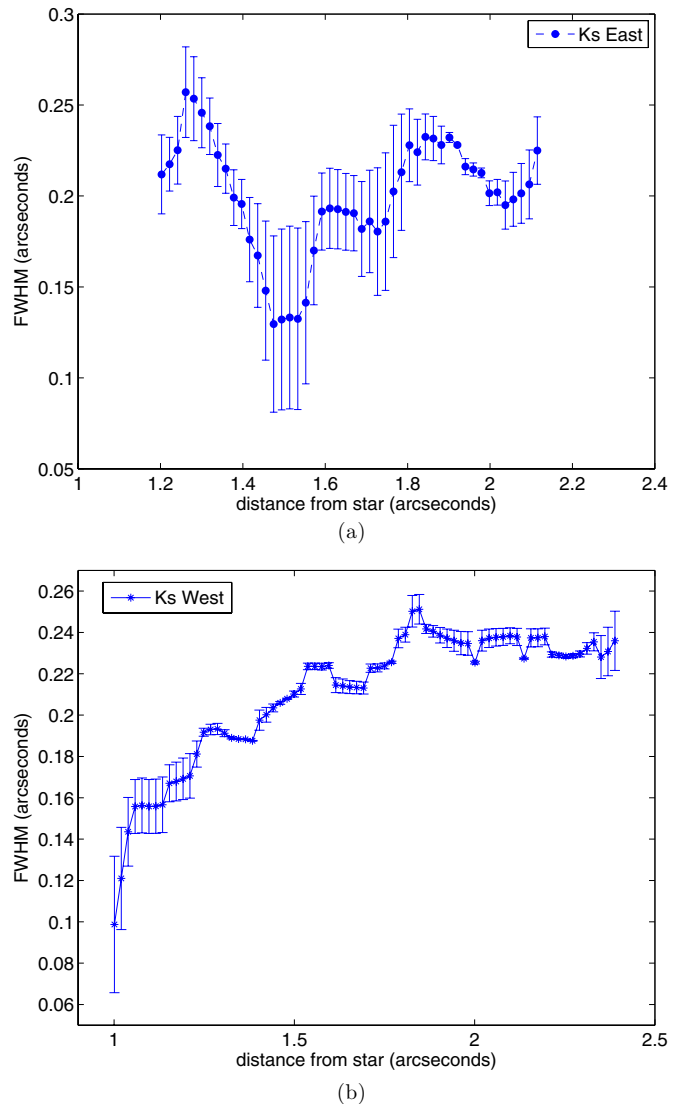 0.3
Ks East
0.25
0.2
0.15
0.1
0.05
FWHM (arcseconds)
1 1.2 1.4 1.6 1.8 2 2.2 2.4
distance from star (arcseconds)
(a)
Ks West
0.26
0.24
0.22
0.2
0.18
0.16
0.14
0.12
0.1
0.08
0.06
FWHM (arcseconds)
1 1.5 2 2.5
distance from star (arcseconds)
(b)